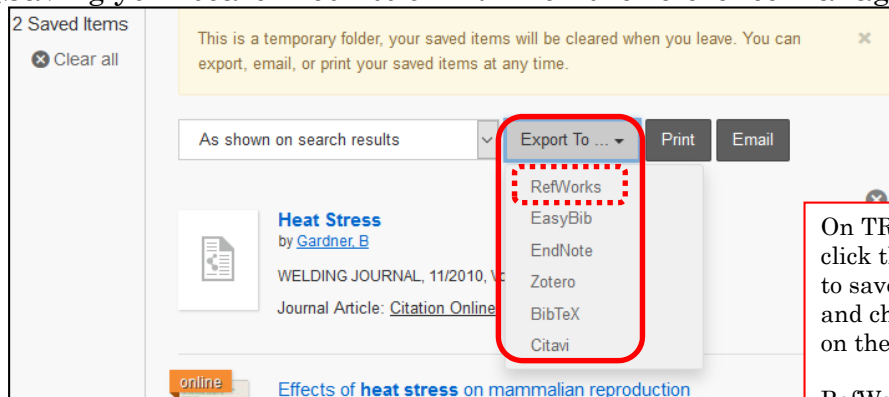 2 Saved Items
Clear all
This is a temporary folder, your saved items will be cleared when you leave. You can
export, email, or print your saved items at any time.
As shown on search results
Export To ...
Print
Email
RefWorks
EasyBib
EndNote
Zotero
BibTeX
Citavi
Heat Stress
by Gardner, B
WELDING JOURNAL, 11/2010,
Journal Article: Citation Online
online
Effects of heat stress on mammalian reproduction
On
click
to
and
on the